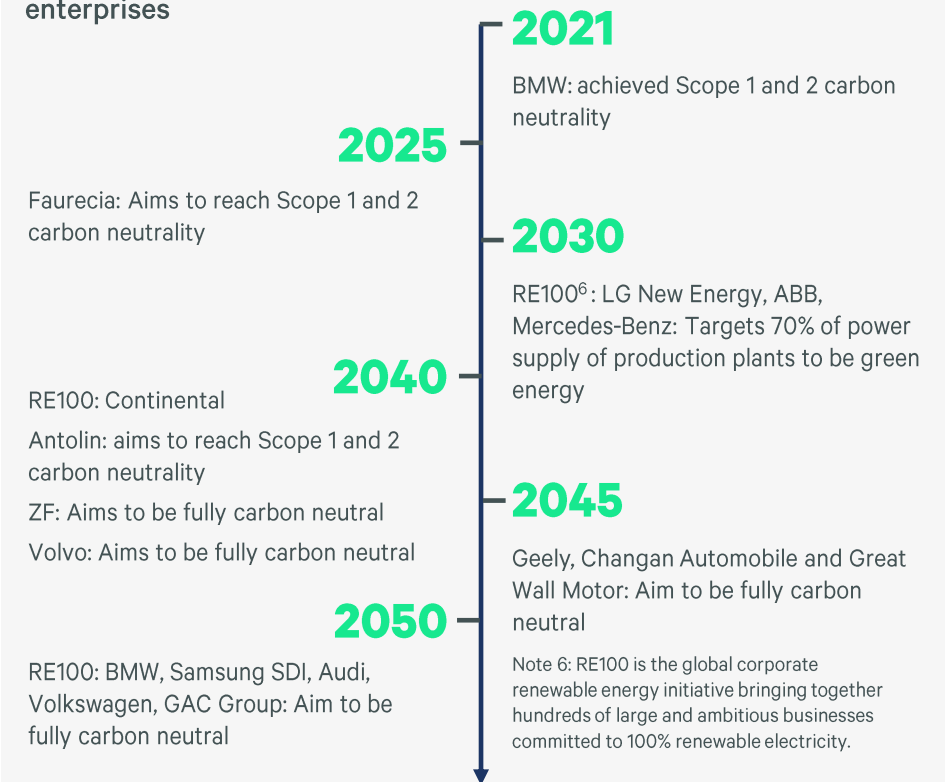 enterprises
2021
BMW: achieved Scope 1 and 2 carbon
neutrality
2025
Faurecia: Aims to reach Scope 1 and 2
carbon neutrality
2030
RE100⁶: LG New Energy, ABB,
Mercedes-Benz: Targets 70% of power
supply of production plants to be green
energy
2040
RE100: Continental
Antolin: aims to reach Scope 1 and 2
carbon neutrality
ZF: Aims to be fully carbon neutral
Volvo: Aims to be fully carbon neutral
2045
Geely, Changan Automobile and Great
Wall Motor: Aim to be fully carbon
neutral
2050
RE100: BMW, Samsung SDI, Audi,
Volkswagen, GAC Group: Aim to be
fully carbon neutral
Note 6: RE100 is the global corporate
renewable energy initiative bringing together
hundreds of large and ambitious businesses
committed to 100% renewable electricity.